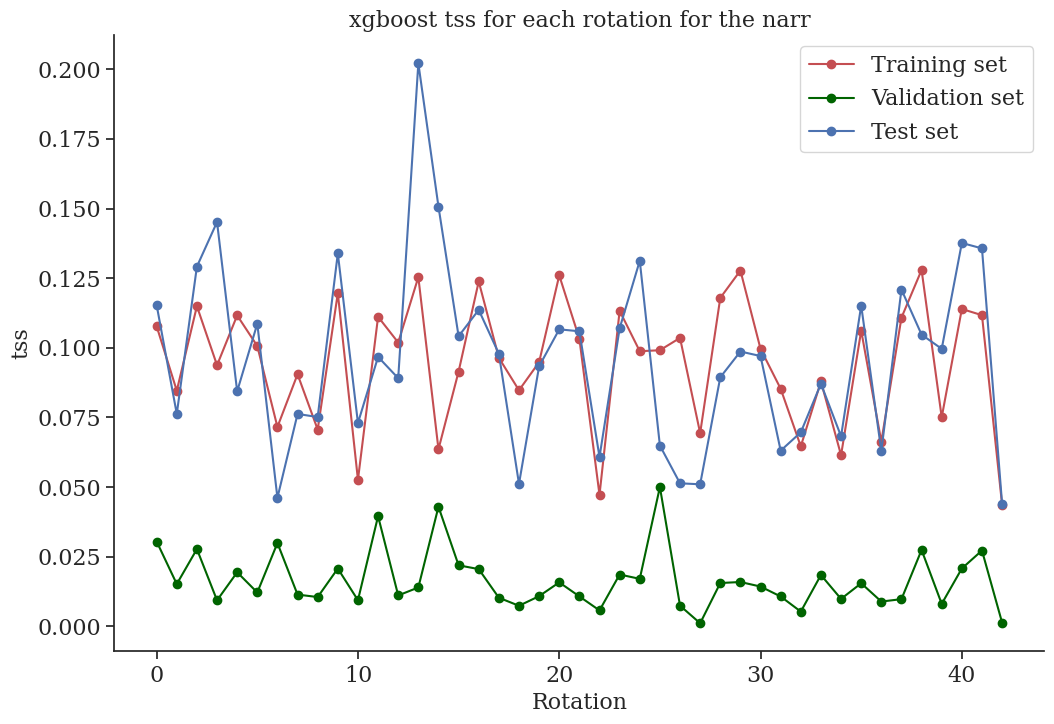 xgboost tss for each rotation for the narr
Training set
Validation set
Test set
0.200
0.175
0.150
0.125
0.100
0.075
0.050
0.025
0.000
tss
0 10 20 30 40
Rotation